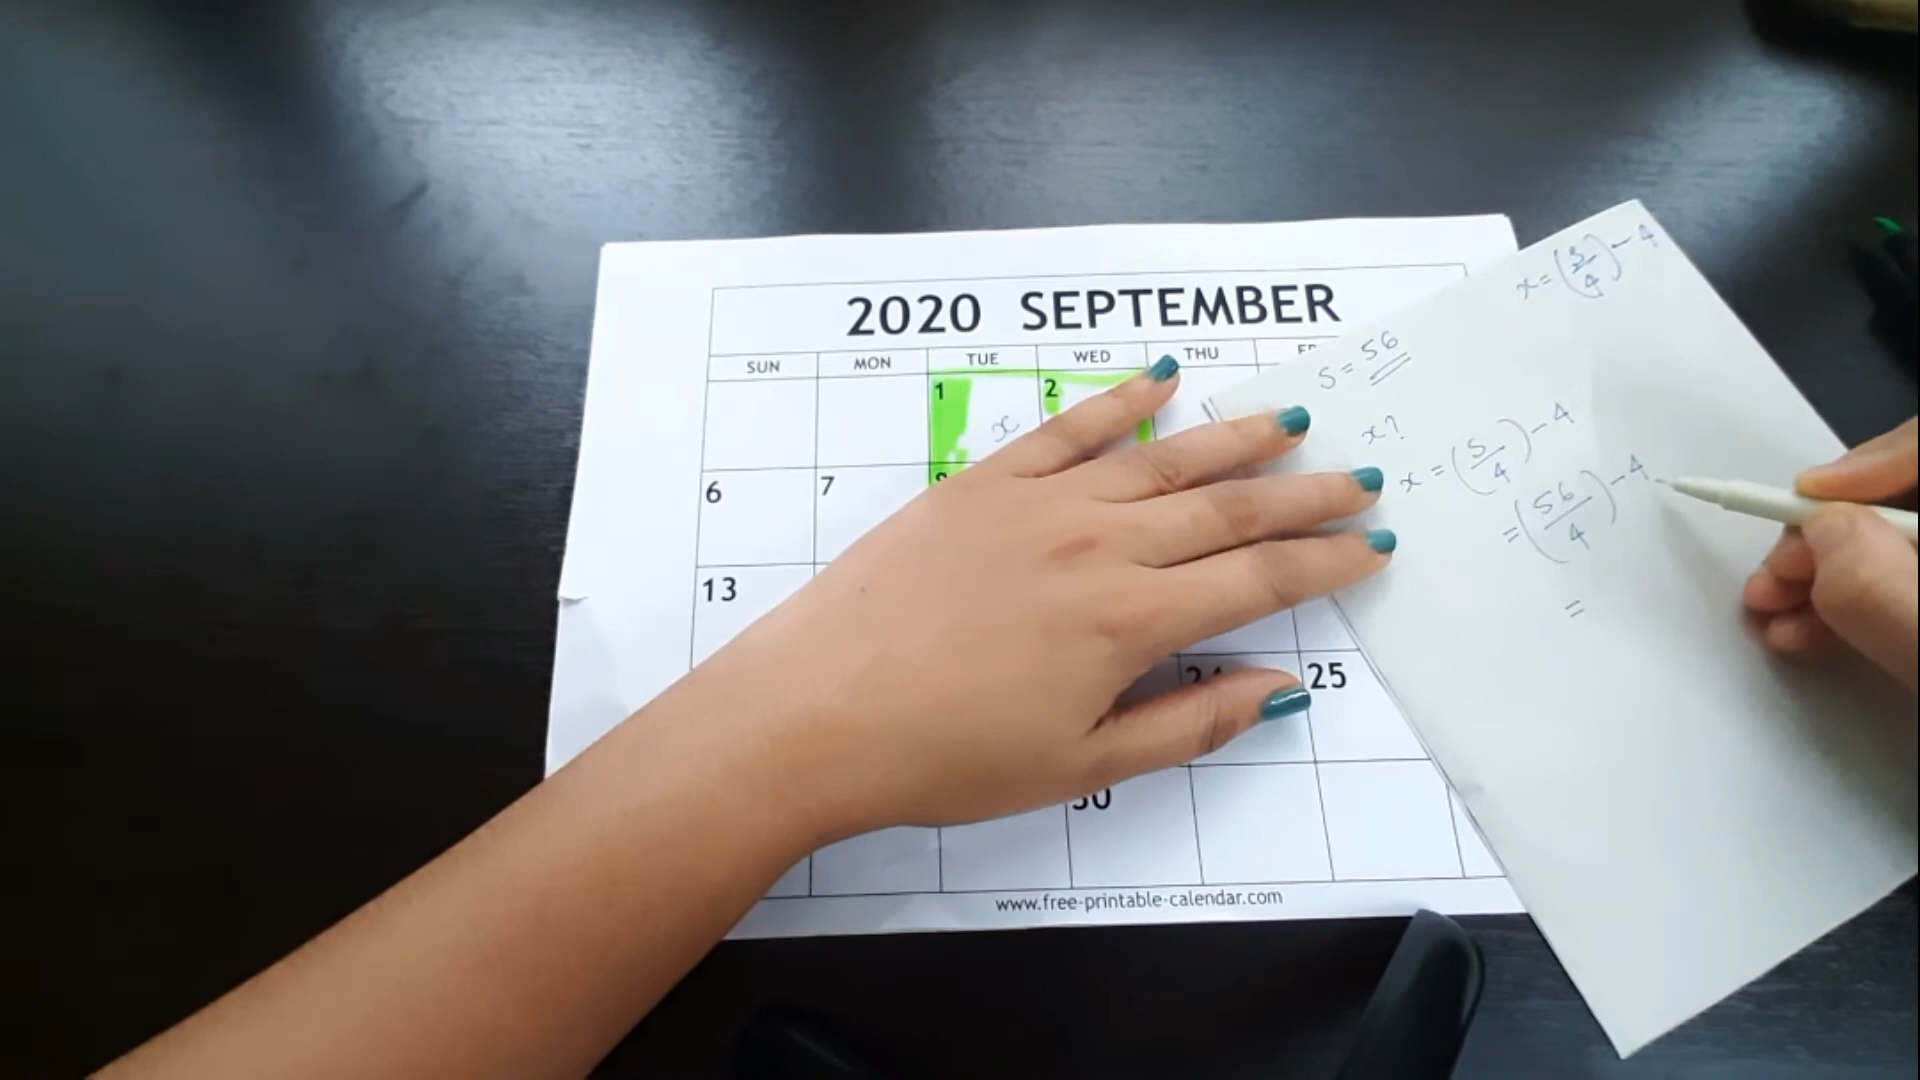 2020 SEPTEMBER
SUN MON TUE WED THU
1 2
x
6 7
13
25
30
www.free-printable-calendar.com
x = (S/4) - 4
S = 56
x?
x = (S/4) - 4
= (56/4) - 4
=